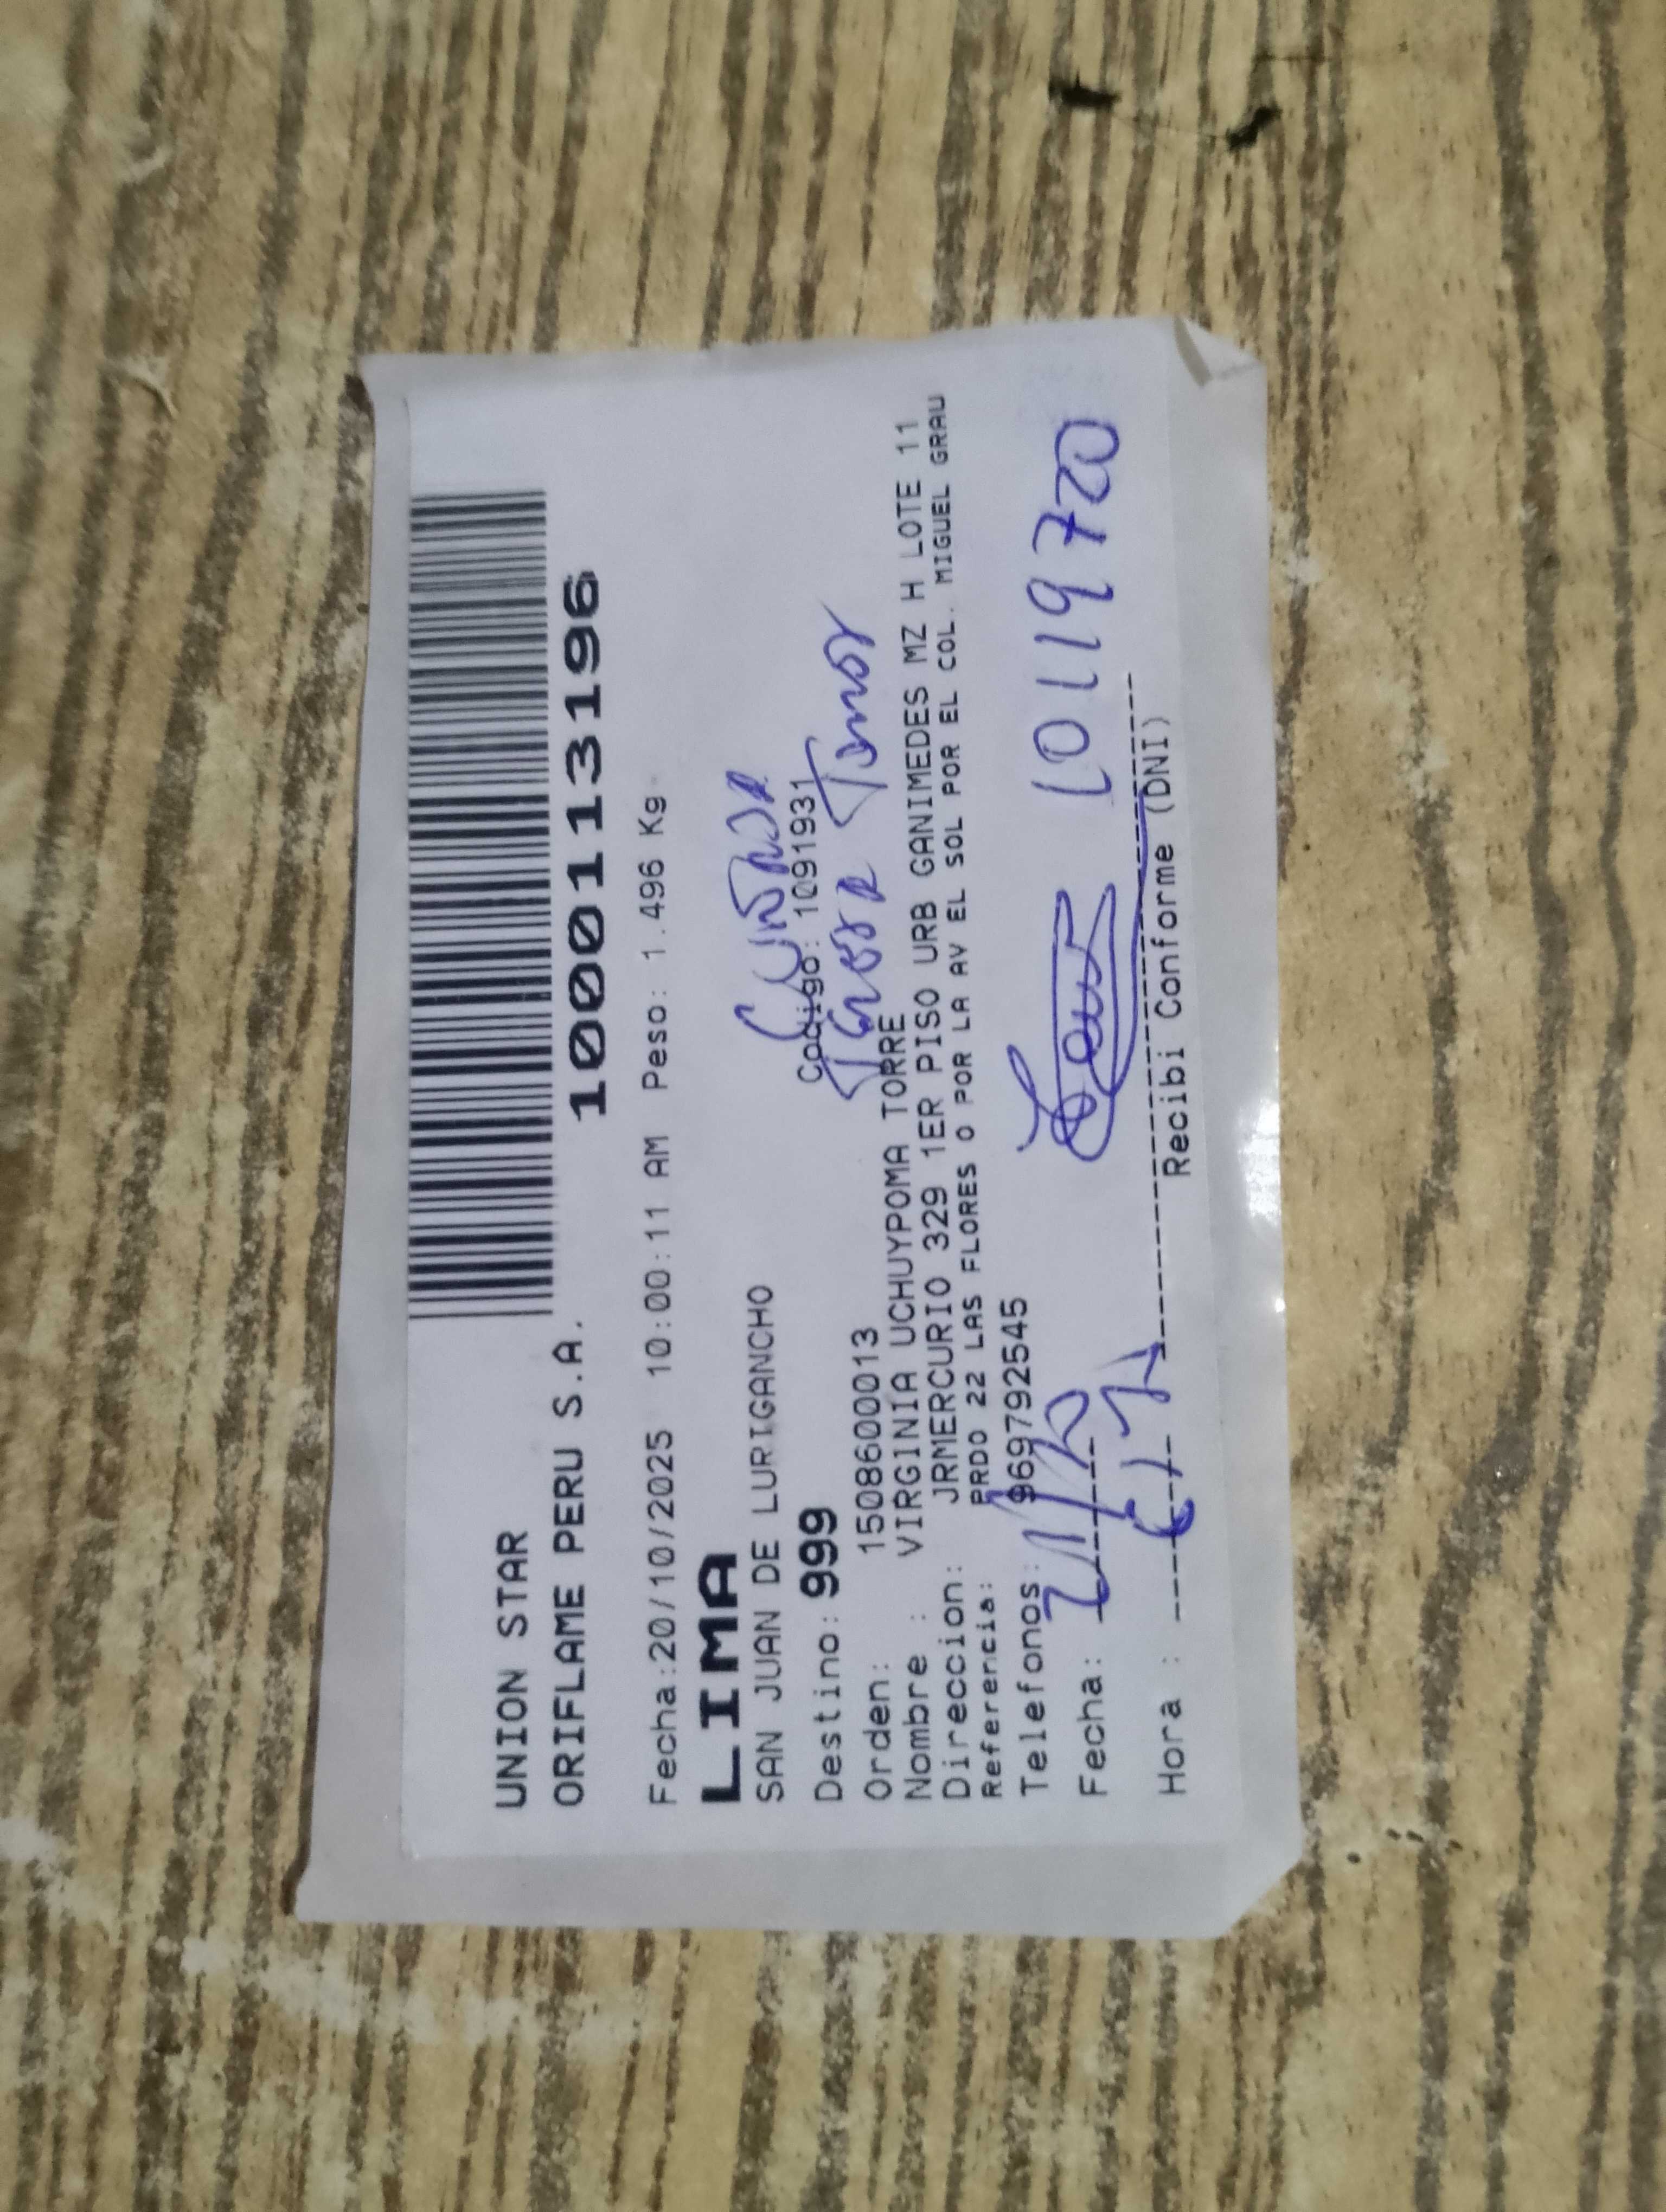 UNION STAR
ORIFLAME PERU S.A.
1000113196
Fecha:20/10/2025 10:00:11 AM Peso: 1.496 Kg
LIMA
SAN JUAN DE LURIGANCHO
Destino: 999 Codigo: 1091931
Orden: 150860000013
Nombre : VIRGINIA UCHUYPOMA TORRE
Direccion: JRMERCURIO 329 1ER PISO URB GANIMEDES MZ H LOTE 11
Referencia: PRDO 22 LAS FLORES O POR LA AV EL SOL POR EL COL. MIGUEL GRAU
Telefonos: 969792545
Fecha:
10119720
Hora :
Recibi Conforme (DNI)